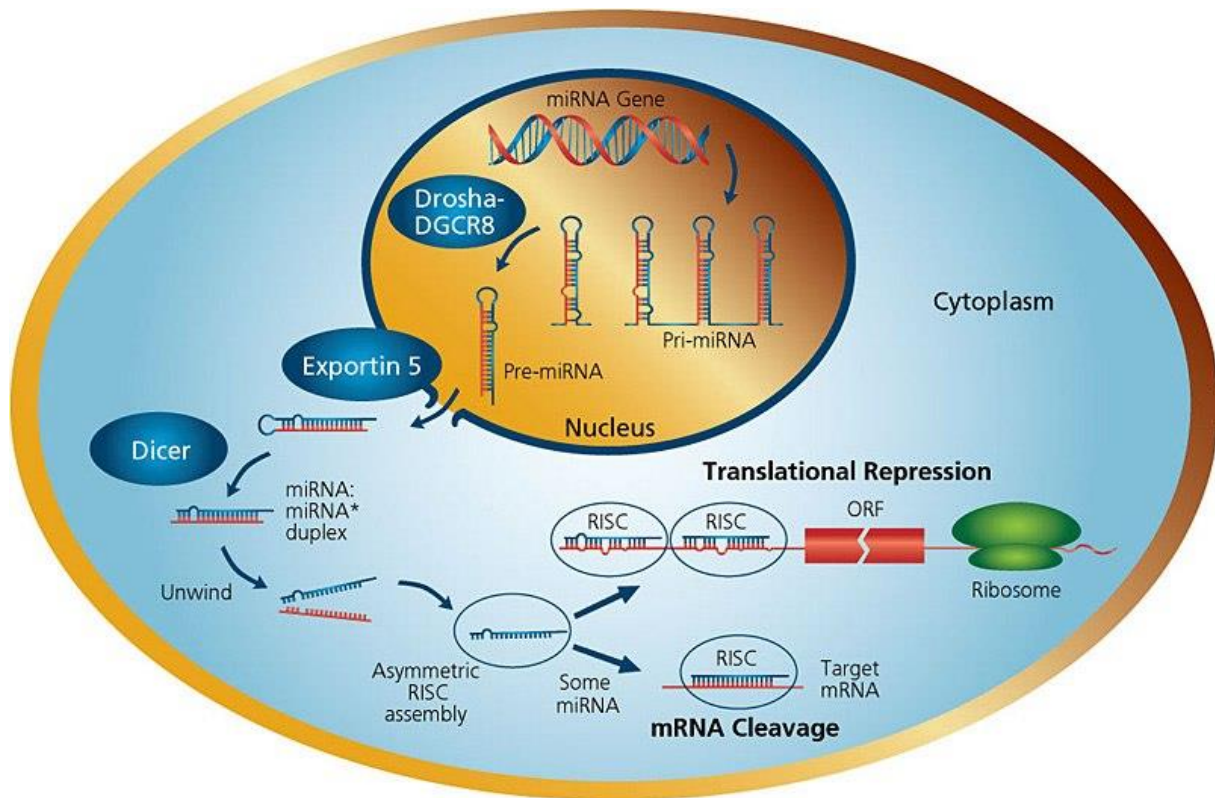 miRNA Gene
Drosha-
DGCR8
Cytoplasm
Pri-miRNA
Exportin 5
Pre-miRNA
Nucleus
Dicer
Translational Repression
miRNA:
miRNA*
duplex
RISC
RISC
ORF
Unwind
Ribosome
Asymmetric
RISC
assembly
Some
miRNA
RISC
Target
mRNA
mRNA Cleavage